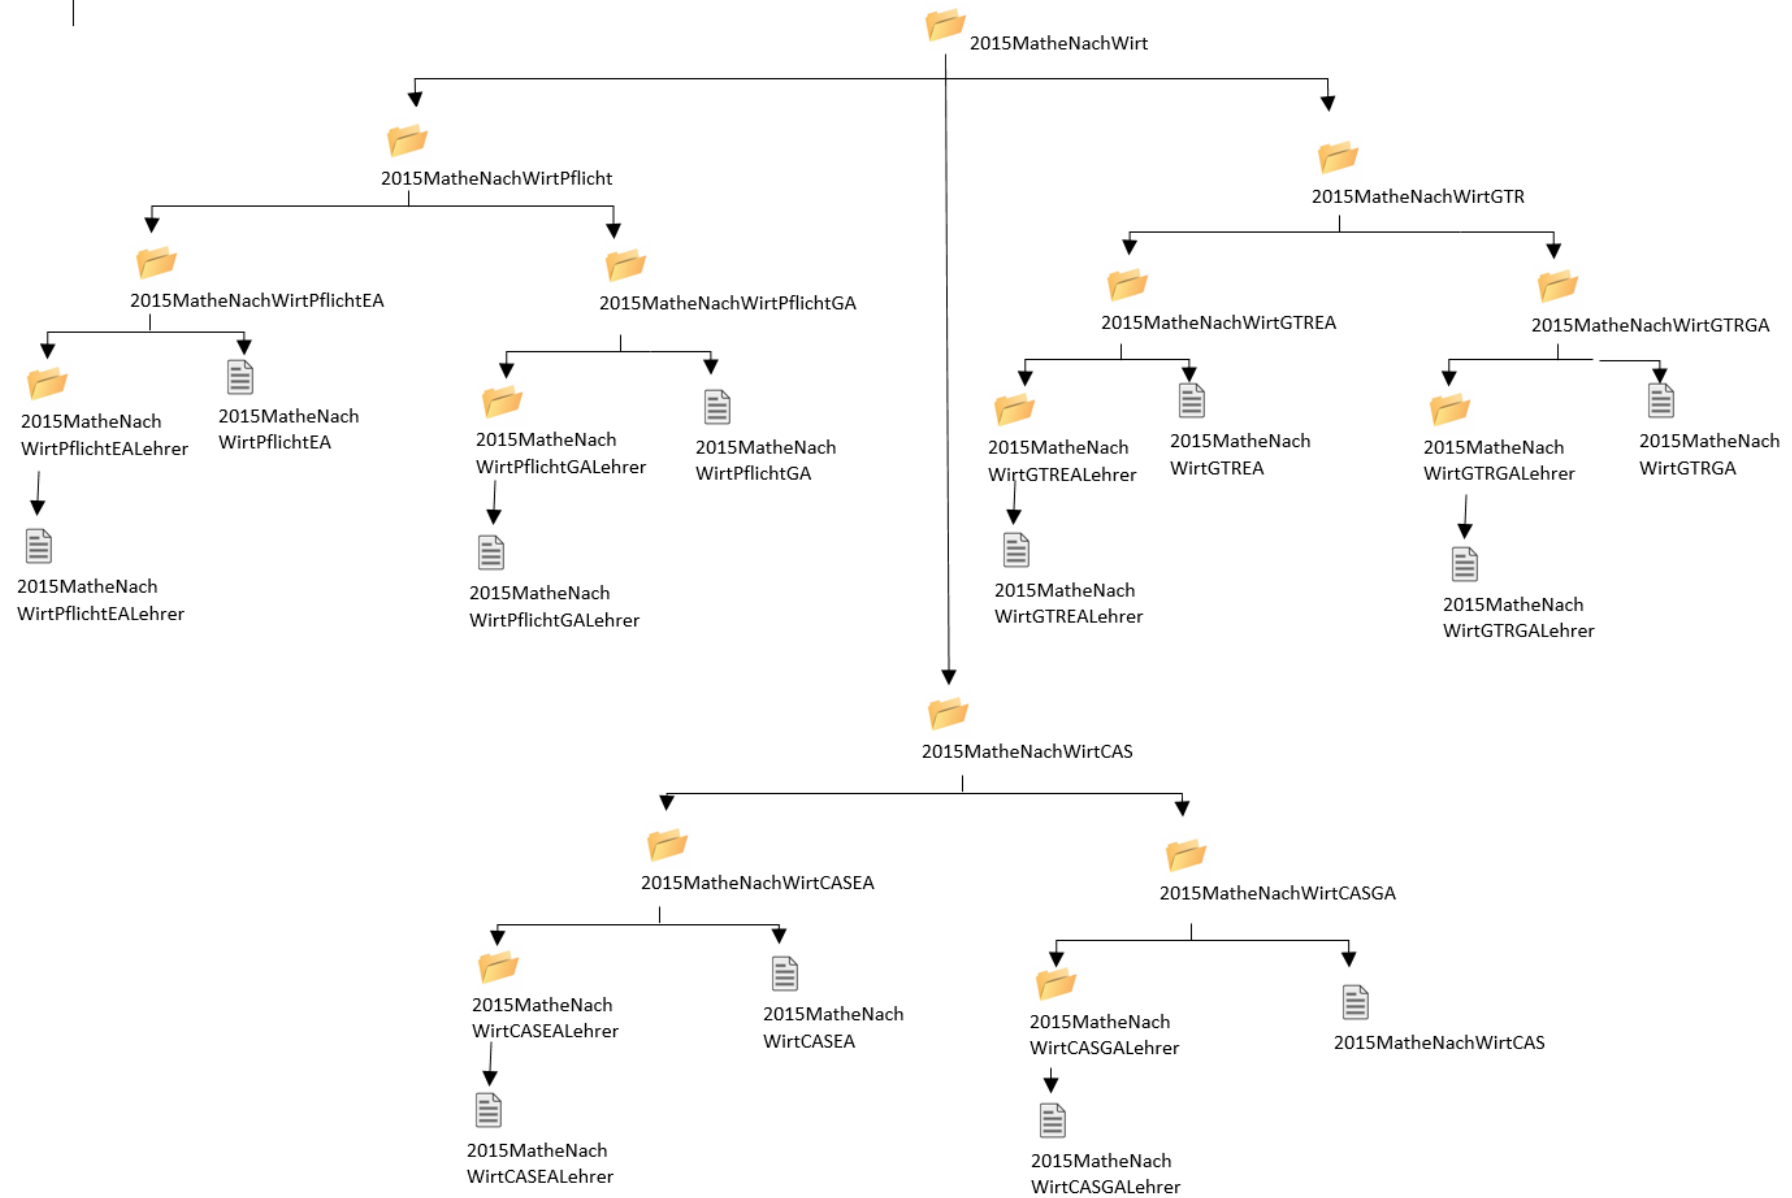 2015MatheNachWirt
2015MatheNachWirtPflicht
2015MatheNachWirtGTR
2015MatheNachWirtPflichtEA
2015MatheNachWirtPflichtGA
2015MatheNachWirtGTREA
2015MatheNachWirtGTRGA
2015MatheNach
WirtPflichtEALehrer
2015MatheNach
WirtPflichtEA
2015MatheNach
WirtPflichtGALehrer
2015MatheNach
WirtPflichtGA
2015MatheNach
WirtGTREALehrer
2015MatheNach
WirtGTREA
2015MatheNach
WirtGTRGALehrer
2015MatheNach
WirtGTRGA
2015MatheNach
WirtPflichtEALehrer
2015MatheNach
WirtPflichtGALehrer
2015MatheNach
WirtGTREALehrer
2015MatheNach
WirtGTRGALehrer
2015MatheNachWirtCAS
2015MatheNachWirtCASEA
2015MatheNachWirtCASGA
2015MatheNach
WirtCASEALehrer
2015MatheNach
WirtCASEA
2015MatheNach
WirtCASGALehrer
2015MatheNachWirtCAS
2015MatheNach
WirtCASEALehrer
2015MatheNach
WirtCASGALehrer